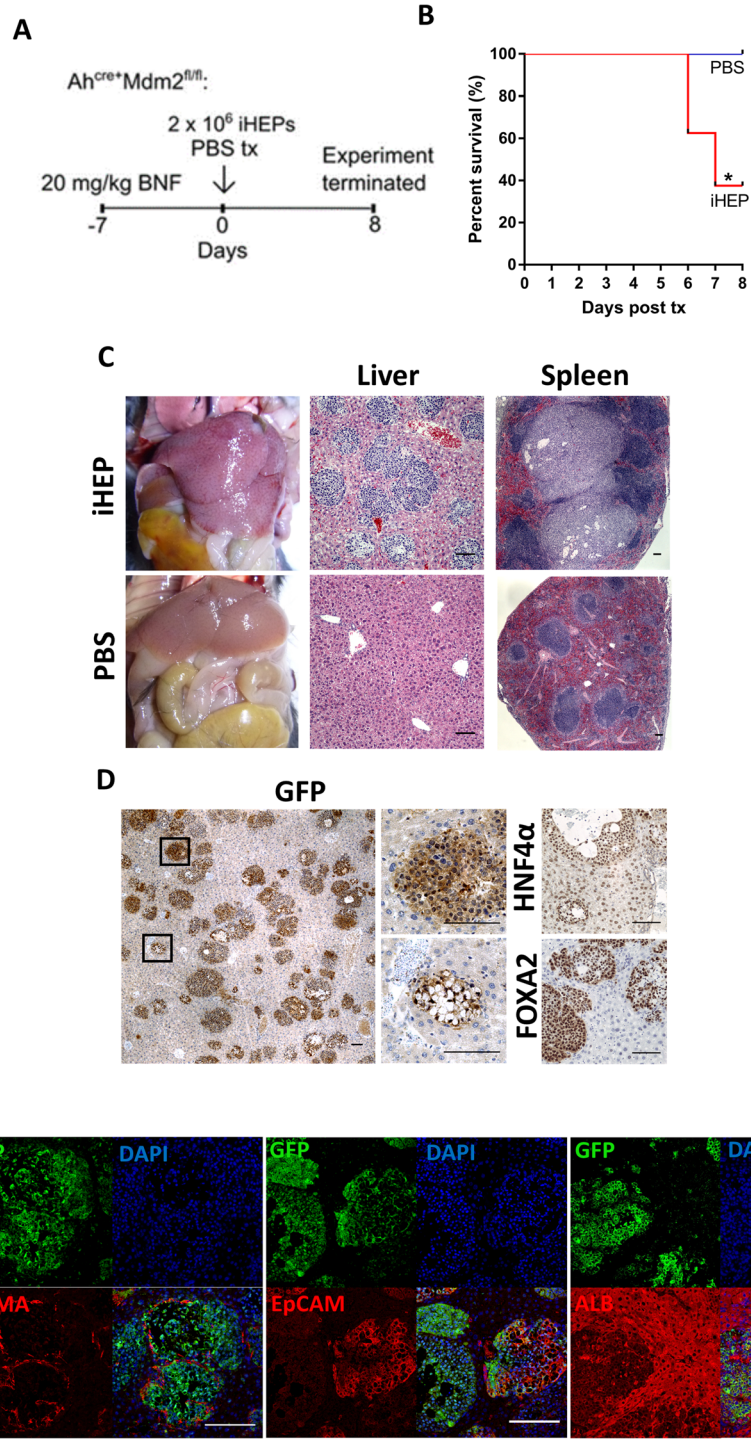 A
Ahcre+Mdm2fl/fl:
2 x 10⁶ iHEPs
PBS tx
Experiment
terminated
20 mg/kg BNF
-7
0
8
Days
B
Percent survival (%)
100
80
60
40
20
0
PBS
*
iHEP
0 1 2 3 4 5 6 7 8
Days post tx
C
Liver
Spleen
iHEP
PBS
D
GFP
HNF4α
FOXA2
DAPI
GFP
DAPI
GFP
DA
MA
EpCAM
ALB